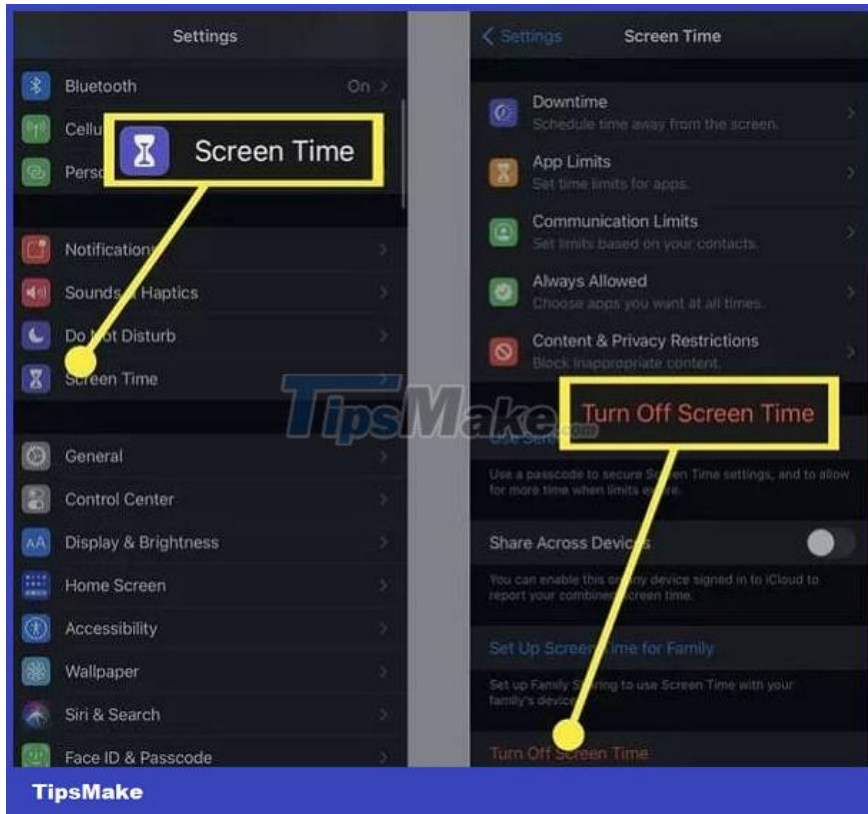 Settings
Bluetooth
On
Cellu
Screen Time
Perso
Notifications
Sounds & Haptics
Do Not Disturb
Screen Time
General
Control Center
Display & Brightness
Home Screen
Accessibility
Wallpaper
Siri & Search
Face ID & Passcode
Settings
Screen Time
Downtime
Schedule time away from the screen.
App Limits
Set time limits for apps.
Communication Limits
Set limits based on your contacts.
Always Allowed
Choose apps you want at all times.
Content & Privacy Restrictions
Block inappropriate content.
Turn Off Screen Time
Use a passcode to secure Screen Time settings, and to allow
for more time when limits expire.
Share Across Devices
You can enable this on any device signed in to iCloud to
report your combined screen time.
Set Up Screen Time for Family
Set up Family Sharing to use Screen Time with your
family's devices
Turn Off Screen Time
TipsMake.com
TipsMake